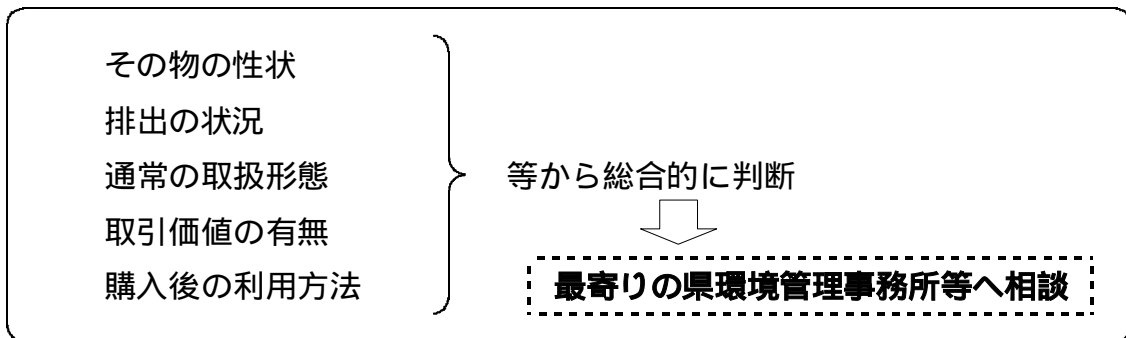 その物の性状
排出の状況
通常の取扱形態
取引価値の有無
購入後の利用方法
等から総合的に判断
最寄りの県環境管理事務所等へ相談